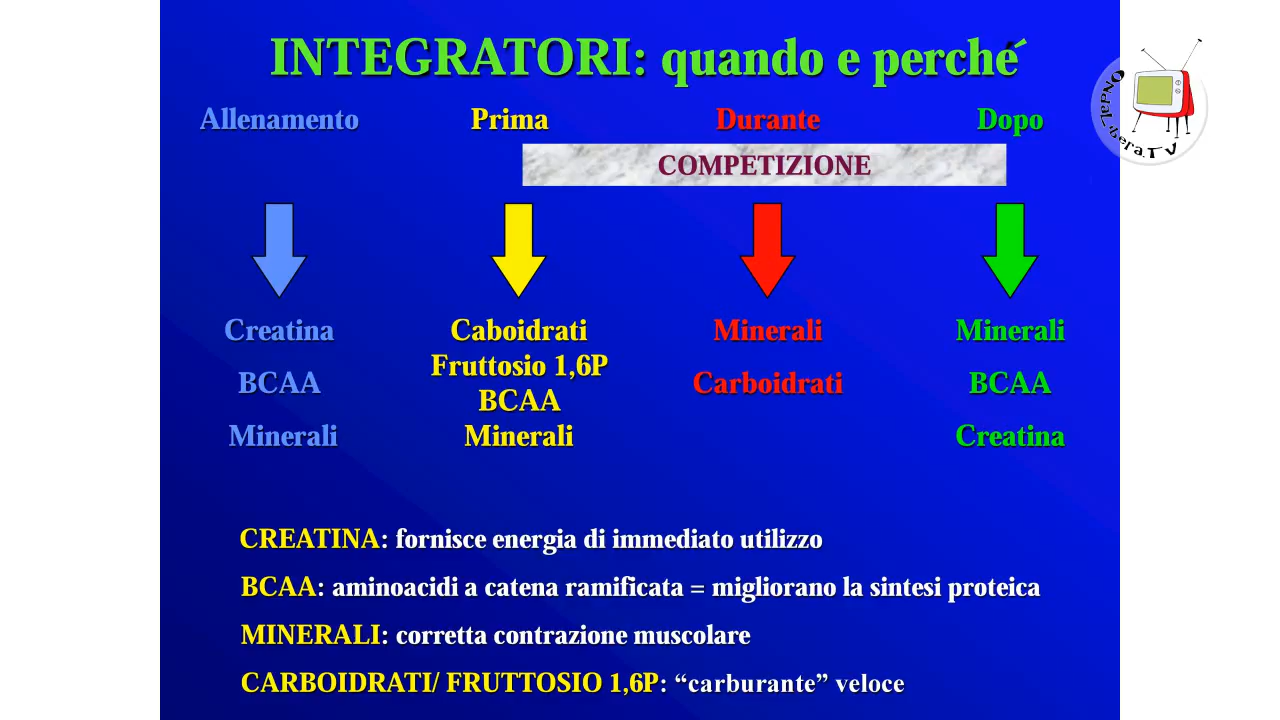 INTEGRATORI: quando e perché
Allenamento Prima Durante Dopo
COMPETIZIONE
Creatina Caboidrati Minerali Minerali
Fruttosio 1,6P
BCAA BCAA Carboidrati BCAA
Minerali Minerali Creatina
CREATINA: fornisce energia di immediato utilizzo
BCAA: aminoacidi a catena ramificata = migliorano la sintesi proteica
MINERALI: corretta contrazione muscolare
CARBOIDRATI/ FRUTTOSIO 1,6P: “carburante” veloce
OndaLibera.TV